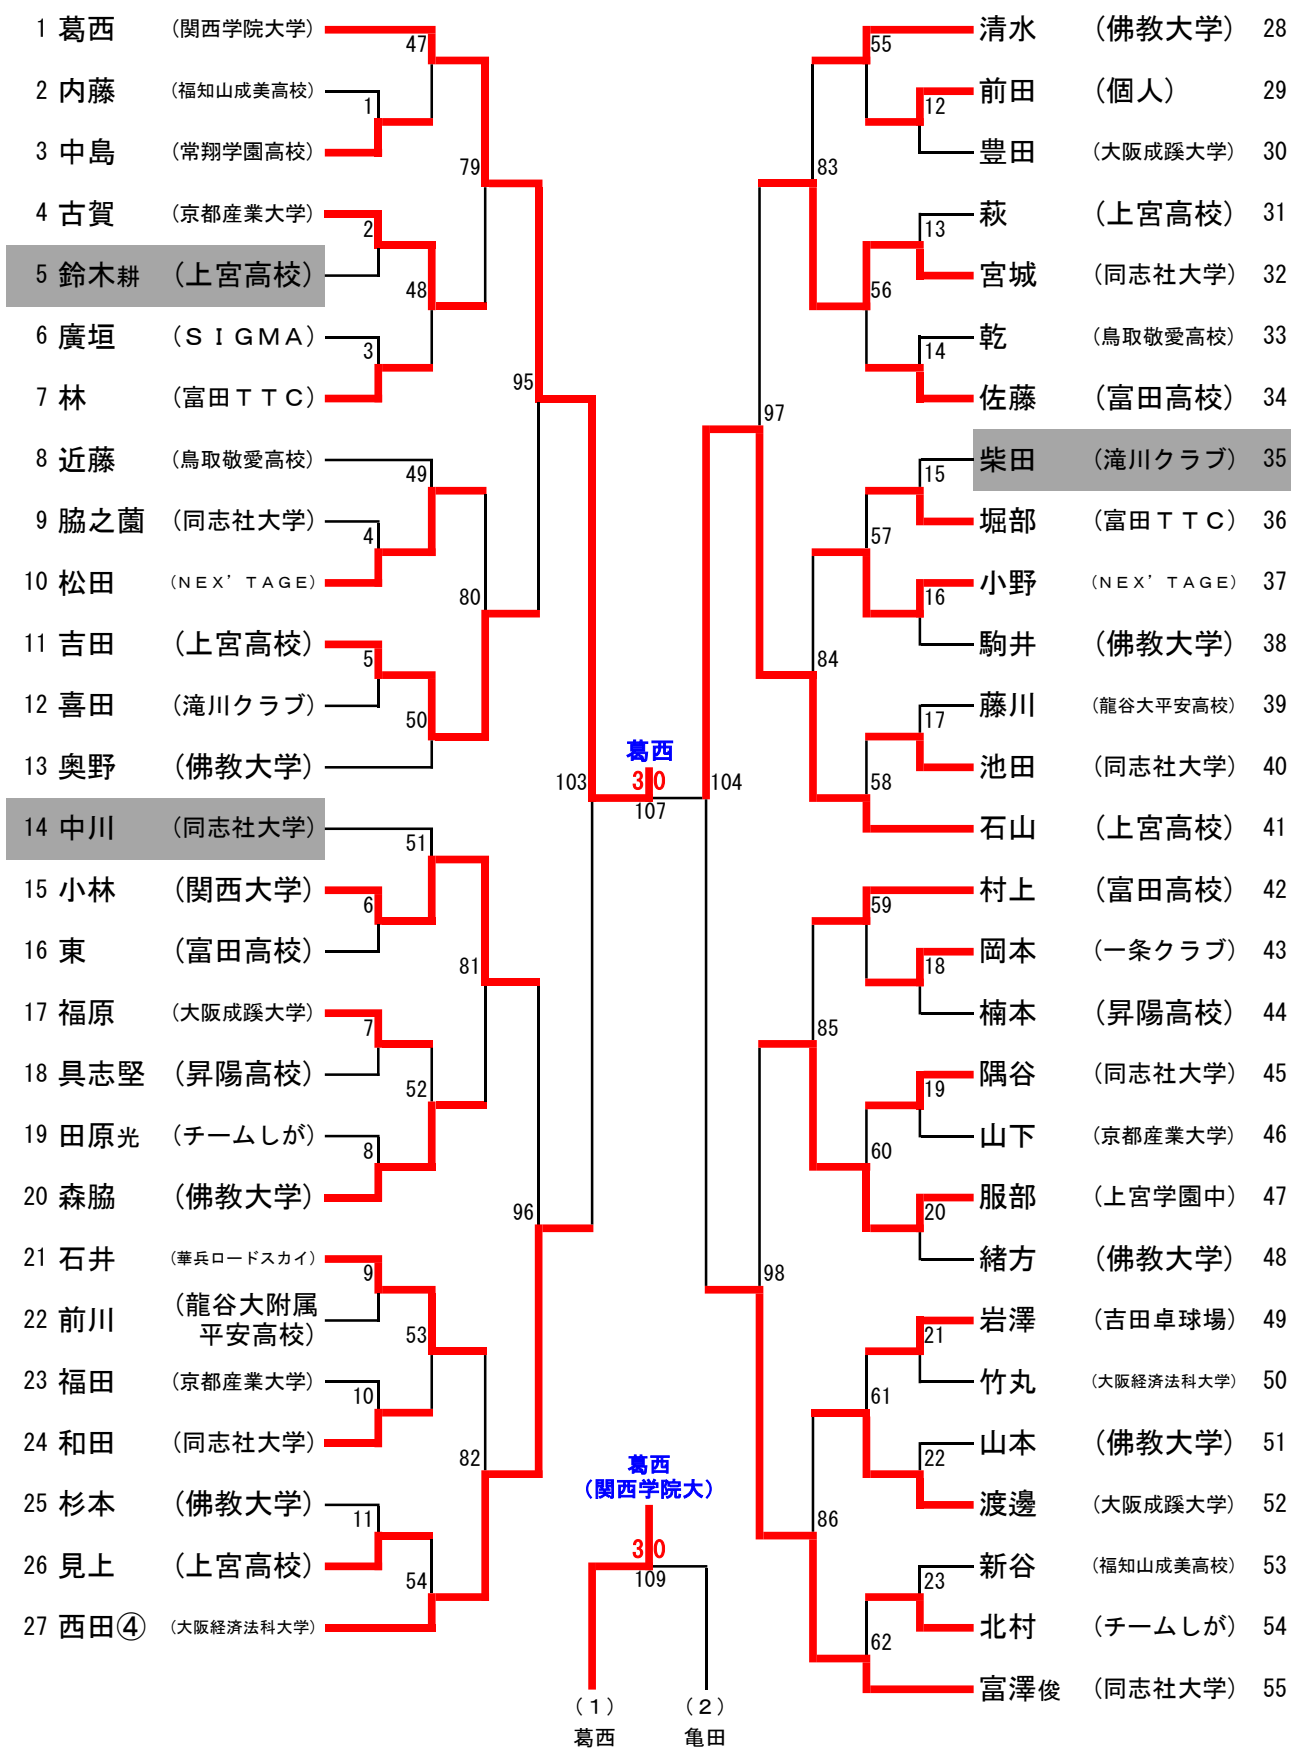 1 葛西 (関西学院大学)
2 内藤 (福知山成美高校)
3 中島 (常翔学園高校)
4 古賀 (京都産業大学)
5 鈴木耕 (上宮高校)
6 廣垣 (ＳＩＧＭＡ)
7 林 (富田ＴＴＣ)
8 近藤 (鳥取敬愛高校)
9 脇之薗 (同志社大学)
10 松田 (ＮＥＸ’ＴＡＧＥ)
11 吉田 (上宮高校)
12 喜田 (滝川クラブ)
13 奥野 (佛教大学)
14 中川 (同志社大学)
15 小林 (関西大学)
16 東 (富田高校)
17 福原 (大阪成蹊大学)
18 具志堅 (昇陽高校)
19 田原光 (チームしが)
20 森脇 (佛教大学)
21 石井 (華兵ロードスカイ)
22 前川 (龍谷大附属
平安高校)
23 福田 (京都産業大学)
24 和田 (同志社大学)
25 杉本 (佛教大学)
26 見上 (上宮高校)
27 西田④ (大阪経済法科大学)
1
2
3
4
5
6
7
8
9
10
11
47
48
49
50
51
52
53
54
79
80
81
82
95
96
103
葛西
3 0
107
104
葛西
(関西学院大)
3 0
109
(１)
葛西
(２)
亀田
97
98
83
84
85
86
55
56
57
58
59
60
61
62
12
13
14
15
16
17
18
19
20
21
22
23
清水 (佛教大学) 28
前田 (個人) 29
豊田 (大阪成蹊大学) 30
萩 (上宮高校) 31
宮城 (同志社大学) 32
乾 (鳥取敬愛高校) 33
佐藤 (富田高校) 34
柴田 (滝川クラブ) 35
堀部 (富田ＴＴＣ) 36
小野 (ＮＥＸ’ＴＡＧＥ) 37
駒井 (佛教大学) 38
藤川 (龍谷大平安高校) 39
池田 (同志社大学) 40
石山 (上宮高校) 41
村上 (富田高校) 42
岡本 (一条クラブ) 43
楠本 (昇陽高校) 44
隅谷 (同志社大学) 45
山下 (京都産業大学) 46
服部 (上宮学園中) 47
緒方 (佛教大学) 48
岩澤 (吉田卓球場) 49
竹丸 (大阪経済法科大学) 50
山本 (佛教大学) 51
渡邊 (大阪成蹊大学) 52
新谷 (福知山成美高校) 53
北村 (チームしが) 54
富澤俊 (同志社大学) 55